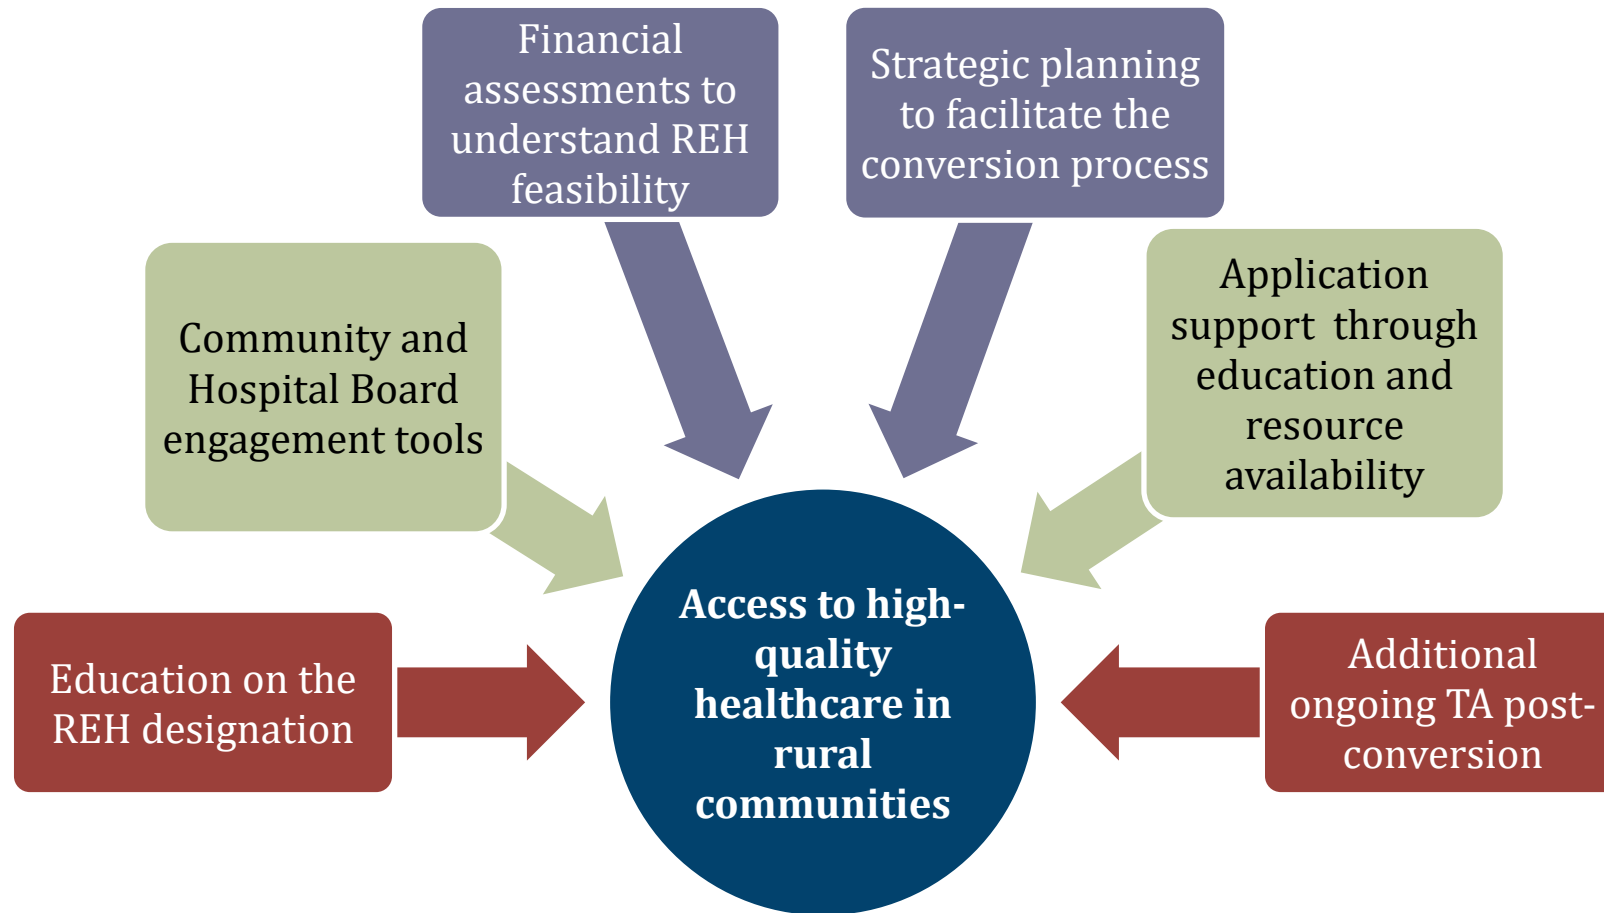 Financial
assessments to
understand REH
feasibility
Strategic planning
to facilitate the
conversion process
Community and
Hospital Board
engagement tools
Application
support  through
education and
resource
availability
Education on the
REH designation
Access to high-
quality
healthcare in
rural
communities
Additional
ongoing TA post-
conversion